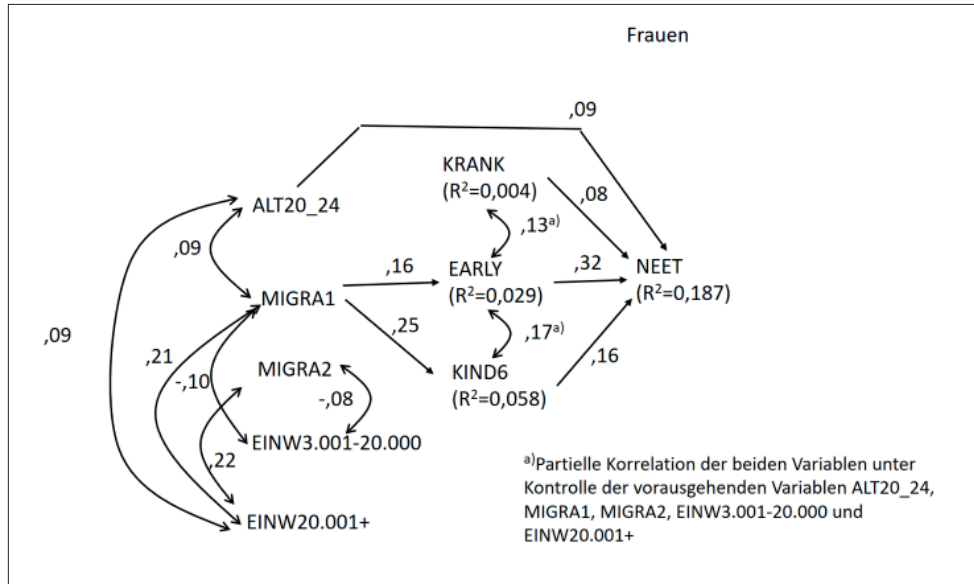 Frauen
,09
KRANK
(R²=0,004)
,08
ALT20_24
,13a)
,09
,16
EARLY
(R²=0,029)
,32
NEET
(R²=0,187)
MIGRA1
,09
,25
,17a)
,21
,16
-,10
MIGRA2
KIND6
(R²=0,058)
-,08
EINW3.001-20.000
,22
EINW20.001+
a)Partielle Korrelation der beiden Variablen unter
Kontrolle der vorausgehenden Variablen ALT20_24,
MIGRA1, MIGRA2, EINW3.001-20.000 und
EINW20.001+